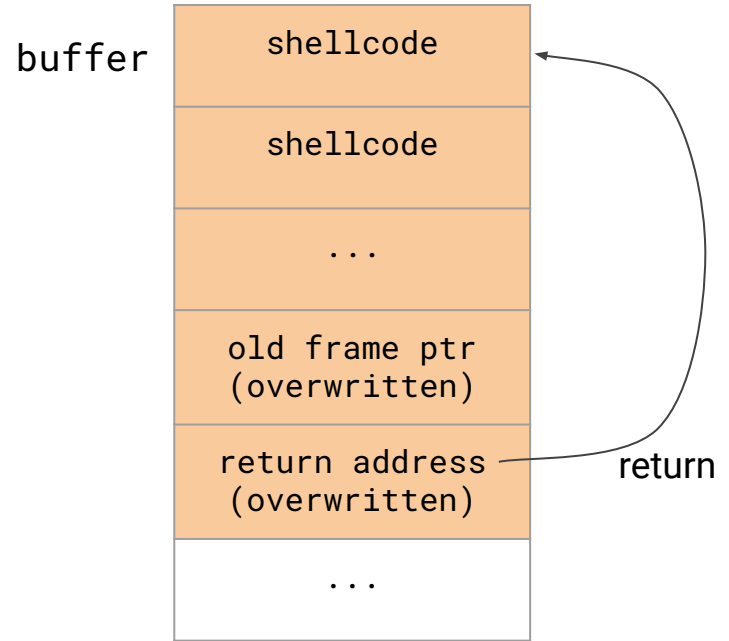 buffer
shellcode
shellcode
...
old frame ptr
(overwritten)
return address
(overwritten)
return
...